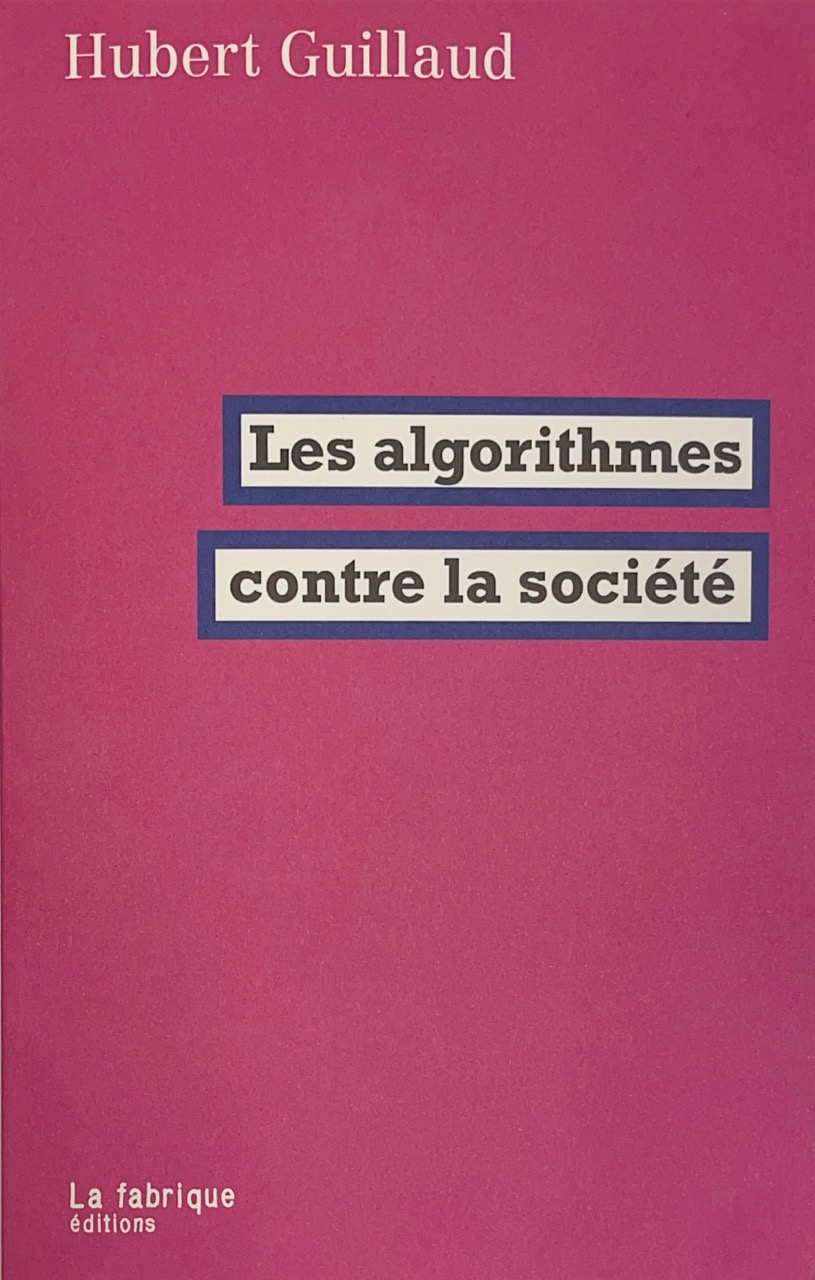 Hubert Guillaud
Les algorithmes
contre la société
La fabrique
éditions